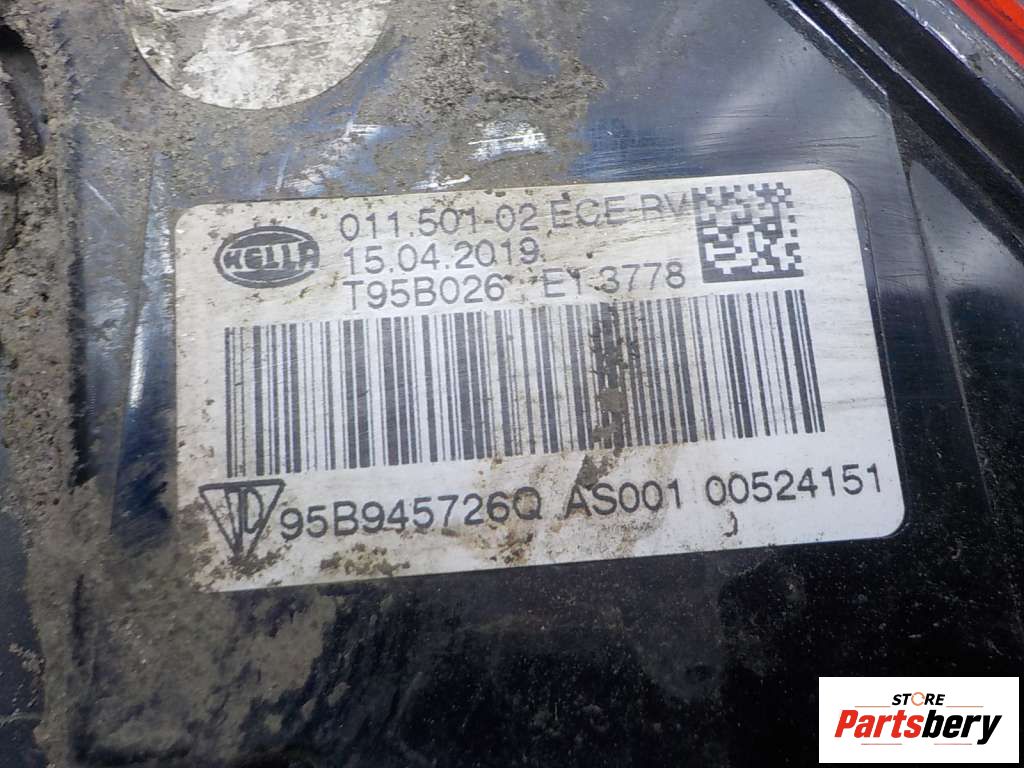 HELLA
011.501-02 ECE RV
15.04.2019
T95B026 E1 3778
95B945726Q AS001 00524151
STORE
Partsbery